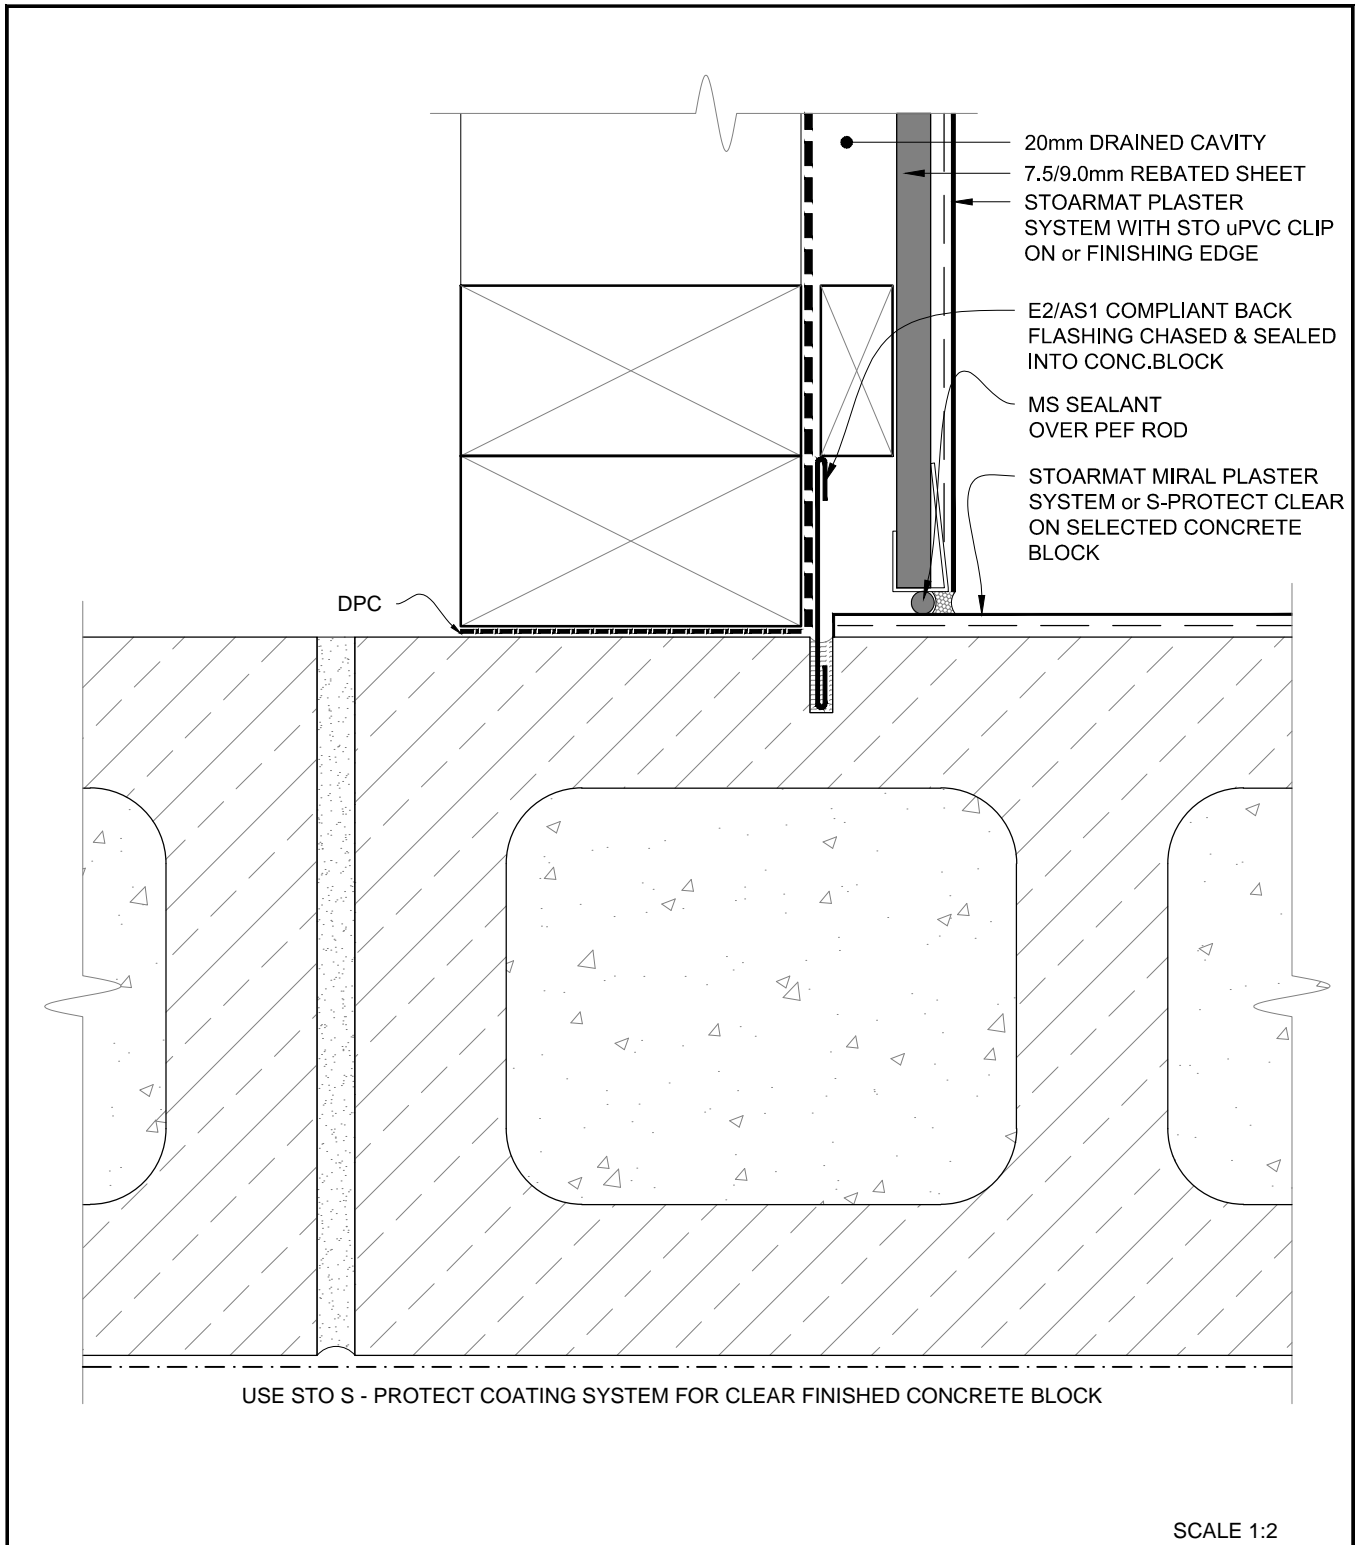 20mm DRAINED CAVITY
7.5/9.0mm REBATED SHEET
STOARMAT PLASTER
SYSTEM WITH STO uPVC CLIP
ON or FINISHING EDGE
E2/AS1 COMPLIANT BACK
FLASHING CHASED & SEALED
INTO CONC.BLOCK
MS SEALANT
OVER PEF ROD
STOARMAT MIRAL PLASTER
SYSTEM or S-PROTECT CLEAR
ON SELECTED CONCRETE
BLOCK
DPC
USE STO S - PROTECT COATING SYSTEM FOR CLEAR FINISHED CONCRETE BLOCK
SCALE 1:2